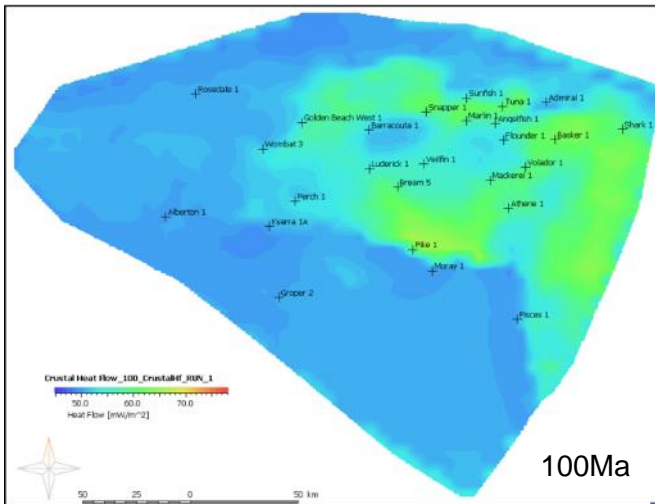 Rosedale 1
Sunfish 1
Tuna 1
Admiral 1
Snapper 1
Golden Beach West 1
Marlin 1
Angelfish 1
Shark 1
Barracouta 1
Flounder 1
Basker 1
Wombat 3
Luderick 1
Veilfin 1
Volador 1
Mackerel 1
Bream 5
Perch 1
Athene 1
Alberton 1
Kyarra 1A
Pike 1
Moray 1
Groper 2
Pisces 1
Crustal Heat Flow_100_CrustalHf_RUN_1
50.0 60.0 70.0
Heat Flow [mW/m^2]
100Ma
50 25 0 50 km